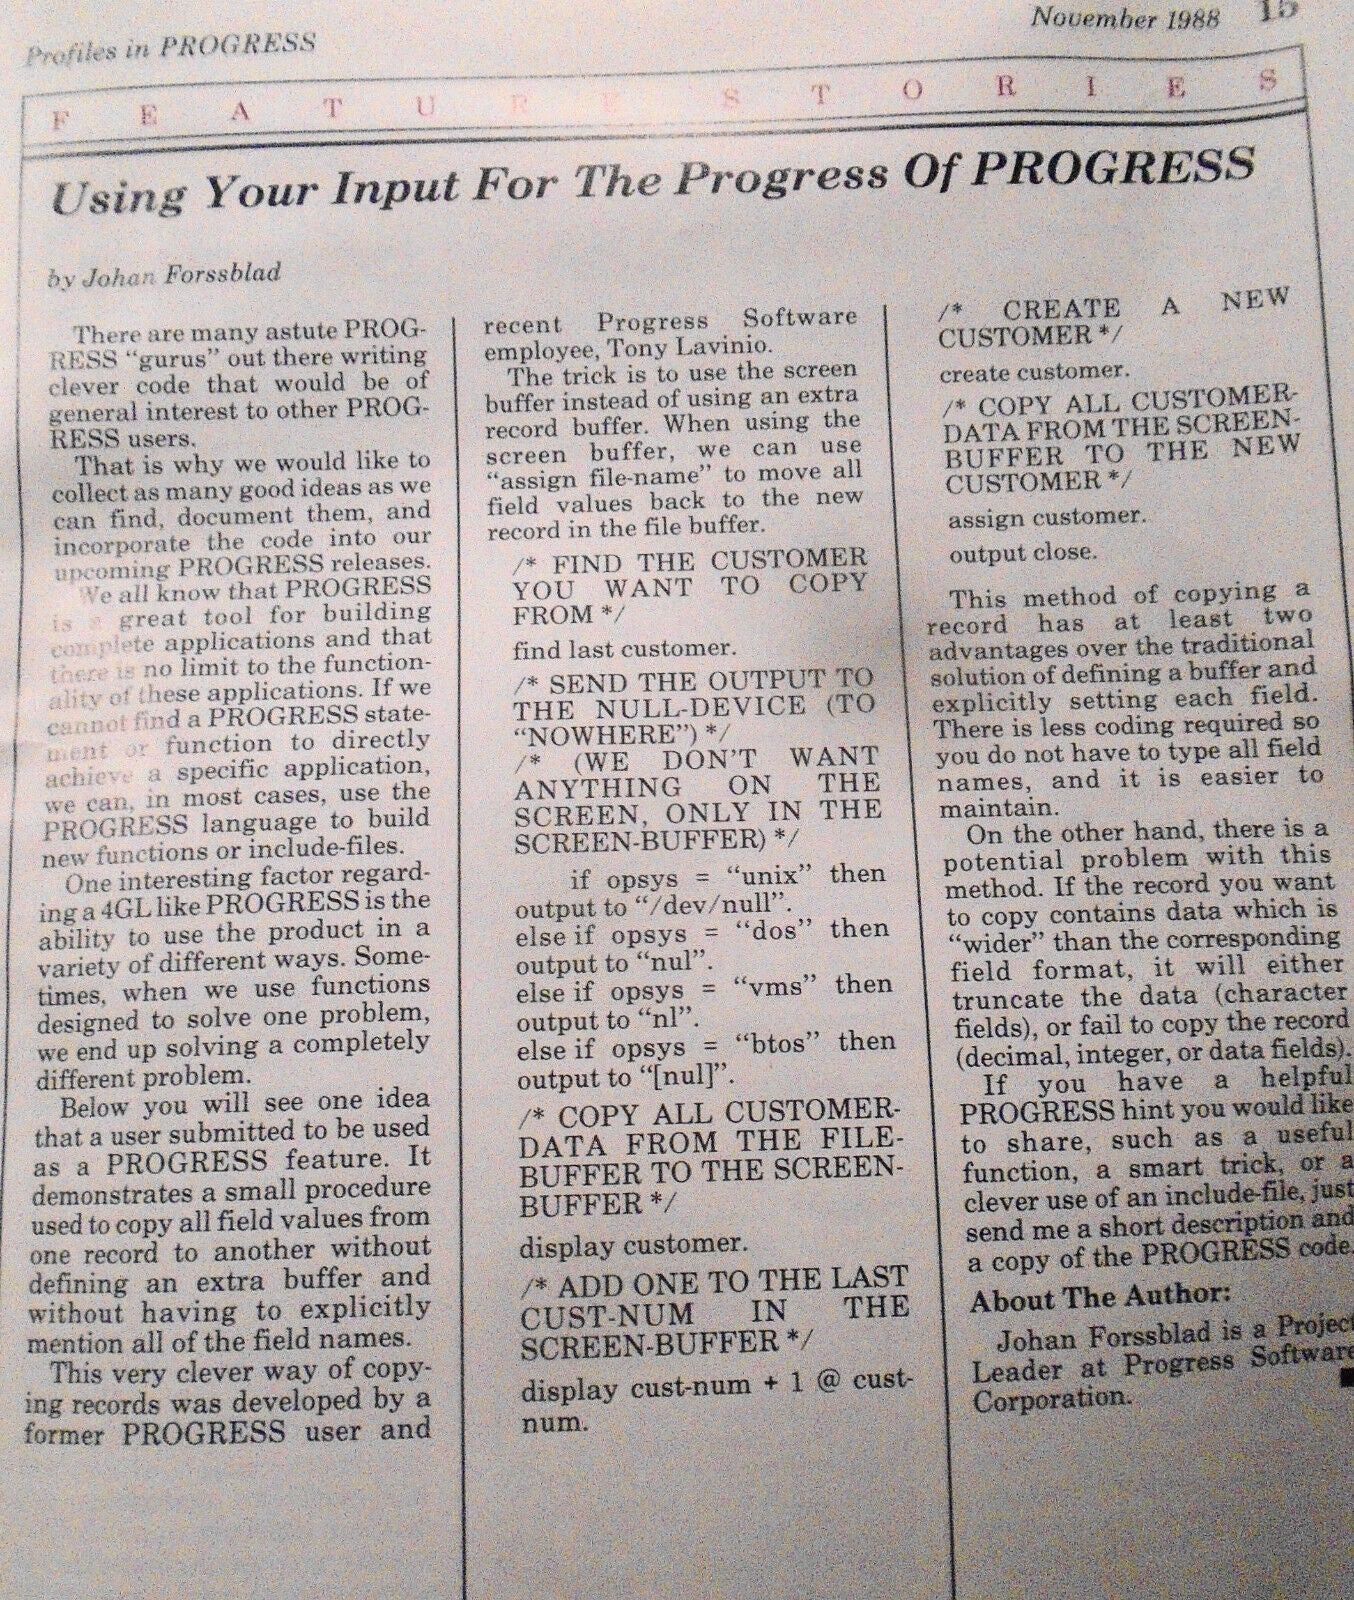 Profiles in PROGRESS
November 1988 15
FEATURE STORIES
Using Your Input For The Progress Of PROGRESS
by Johan Forssblad
There are many astute PROG-
RESS "gurus" out there writing
clever code that would be of
general interest to other PROG-
RESS users.
That is why we would like to
collect as many good ideas as we
can find, document them, and
incorporate the code into our
upcoming PROGRESS releases.
We all know that PROGRESS
is a great tool for building
complete applications and that
there is no limit to the function-
ality of these applications. If we
cannot find a PROGRESS state-
ment or function to directly
achieve a specific application,
we can, in most cases, use the
PROGRESS language to build
new functions or include-files.
One interesting factor regard-
ing a 4GL like PROGRESS is the
ability to use the product in a
variety of different ways. Some-
times, when we use functions
designed to solve one problem,
we end up solving a completely
different problem.
Below you will see one idea
that a user submitted to be used
as a PROGRESS feature. It
demonstrates a small procedure
used to copy all field values from
one record to another without
defining an extra buffer and
without having to explicitly
mention all of the field names.
This very clever way of copy-
ing records was developed by a
former PROGRESS user and
recent Progress Software
employee, Tony Lavinio.
The trick is to use the screen
buffer instead of using an extra
record buffer. When using the
screen buffer, we can use
"assign file-name" to move all
field values back to the new
record in the file buffer.
/* FIND THE CUSTOMER
YOU WANT TO COPY
FROM */
find last customer.
/* SEND THE OUTPUT TO
THE NULL-DEVICE (TO
"NOWHERE") */
/* (WE DON'T WANT
ANYTHING ON THE
SCREEN, ONLY IN THE
SCREEN-BUFFER) */
if opsys = "unix" then
output to "/dev/null".
else if opsys = "dos" then
output to "nul".
else if opsys = "vms" then
output to "nl".
else if opsys = "btos" then
output to "[nul]".
/* COPY ALL CUSTOMER-
DATA FROM THE FILE-
BUFFER TO THE SCREEN-
BUFFER */
display customer.
/* ADD ONE TO THE LAST
CUST-NUM IN THE
SCREEN-BUFFER */
display cust-num + 1 @ cust-
num.
/* CREATE A NEW
CUSTOMER */
create customer.
/* COPY ALL CUSTOMER-
DATA FROM THE SCREEN-
BUFFER TO THE NEW
CUSTOMER */
assign customer.
output close.
This method of copying a
record has at least two
advantages over the traditional
solution of defining a buffer and
explicitly setting each field.
There is less coding required so
you do not have to type all field
names, and it is easier to
maintain.
On the other hand, there is a
potential problem with this
method. If the record you want
to copy contains data which is
"wider" than the corresponding
field format, it will either
truncate the data (character
fields), or fail to copy the record
(decimal, integer, or data fields).
If you have a helpful
PROGRESS hint you would like
to share, such as a useful
function, a smart trick, or a
clever use of an include-file, just
send me a short description and
a copy of the PROGRESS code.
About The Author:
Johan Forssblad is a Project
Leader at Progress Software
Corporation.